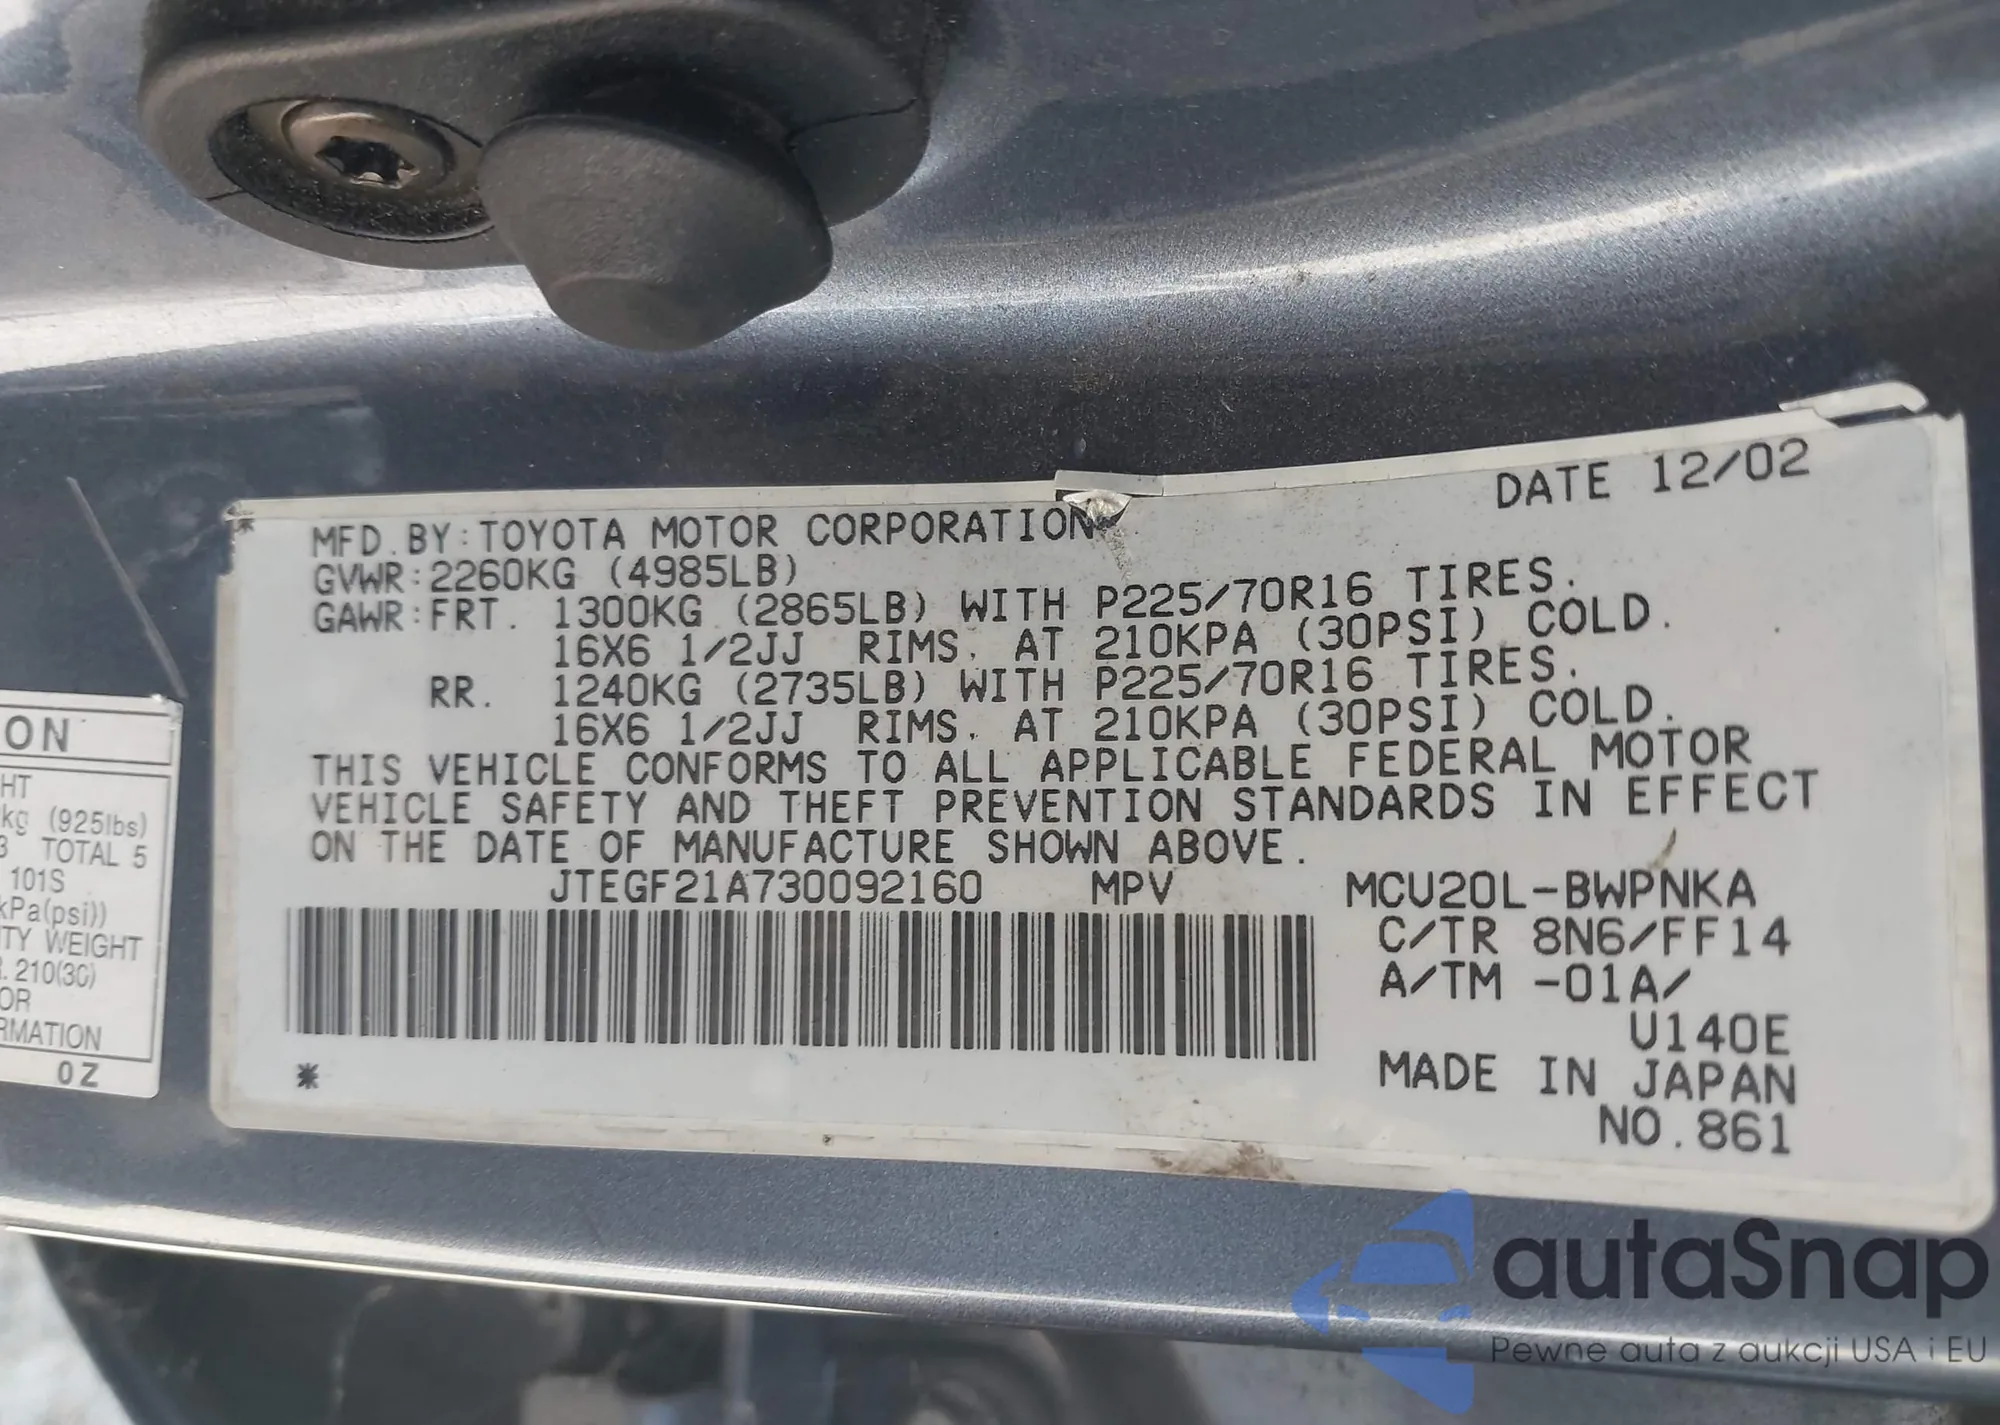 DATE 12/02
MFD.BY:TOYOTA MOTOR CORPORATION
GVWR:2260KG (4985LB)
GAWR:FRT. 1300KG (2865LB) WITH P225/70R16 TIRES.
16X6 1/2JJ RIMS. AT 210KPA (30PSI) COLD.
RR. 1240KG (2735LB) WITH P225/70R16 TIRES.
16X6 1/2JJ RIMS. AT 210KPA (30PSI) COLD.
THIS VEHICLE CONFORMS TO ALL APPLICABLE FEDERAL MOTOR
VEHICLE SAFETY AND THEFT PREVENTION STANDARDS IN EFFECT
ON THE DATE OF MANUFACTURE SHOWN ABOVE.
JTEGF21A730092160 MPV MCU20L-BWPNKA
C/TR 8N6/FF14
A/TM -01A/
U140E
MADE IN JAPAN
NO.861
*
ON
HT
kg (925lbs)
3 TOTAL 5
101S
kPa(psi))
TY WEIGHT
R. 210(30)
OR
RMATION
0Z
autaSnap
Pewne auta z aukcji USA i EU